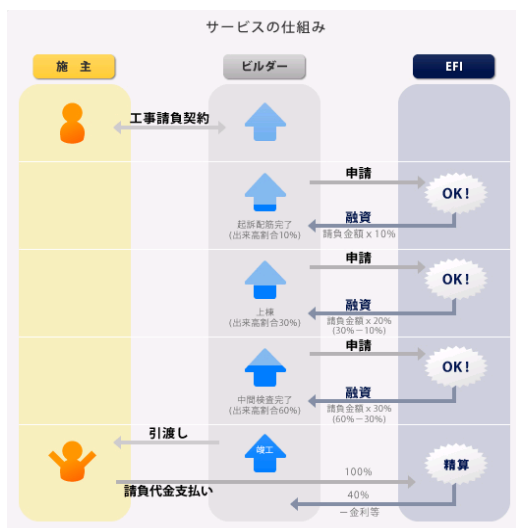 サービスの仕組み
施 主
ビルダー
EFI
工事請負契約
申請
OK!
融資
請負金額 x 10%
起訴配筋完了
(出来高割合10%)
申請
OK!
融資
請負金額 x 20%
(30%－10%)
上棟
(出来高割合30%)
申請
OK!
融資
請負金額 x 30%
(60%－30%)
中間検査完了
(出来高割合60%)
引渡し
竣工
精算
100%
請負代金支払い
40%
－金利等